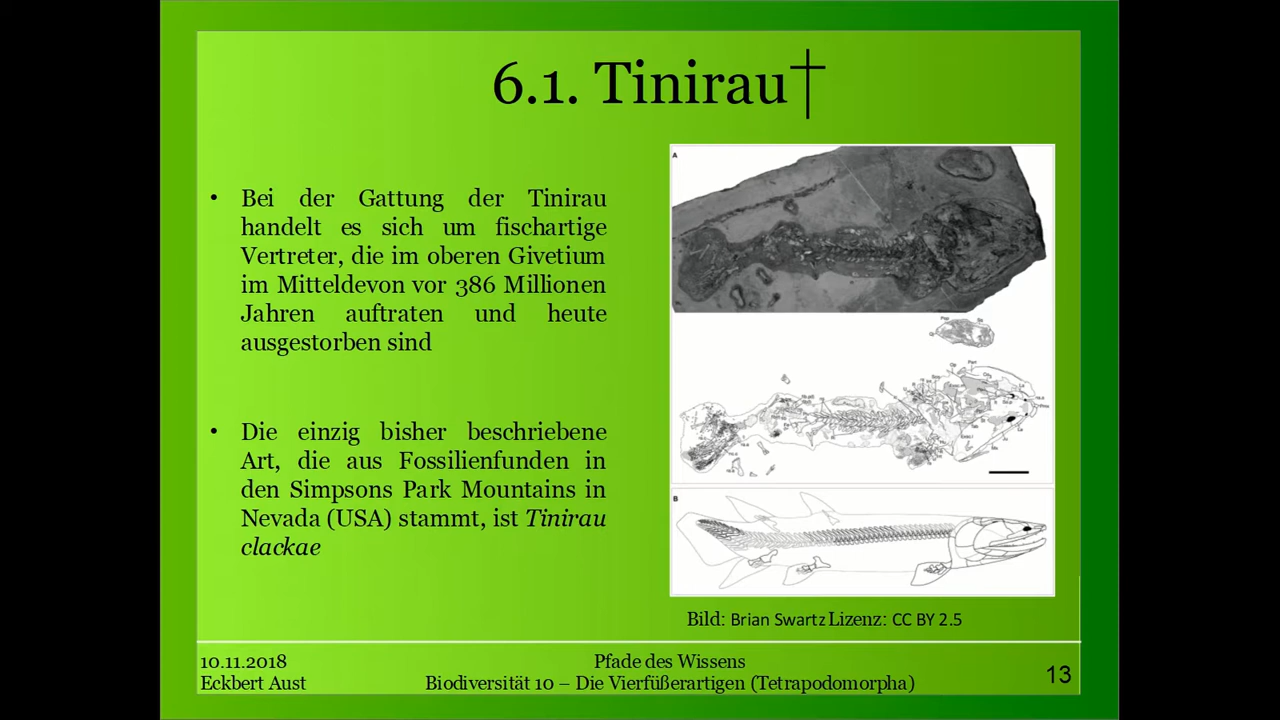 6.1. Tinirau†
• Bei der Gattung der Tinirau
handelt es sich um fischartige
Vertreter, die im oberen Givetium
im Mitteldevon vor 386 Millionen
Jahren auftraten und heute
ausgestorben sind
• Die einzig bisher beschriebene
Art, die aus Fossilienfunden in
den Simpsons Park Mountains in
Nevada (USA) stammt, ist Tinirau
clackae
A
B
Bild: Brian Swartz Lizenz: CC BY 2.5
10.11.2018
Eckbert Aust
Pfade des Wissens
Biodiversität 10 – Die Vierfüßerartigen (Tetrapodomorpha)
13